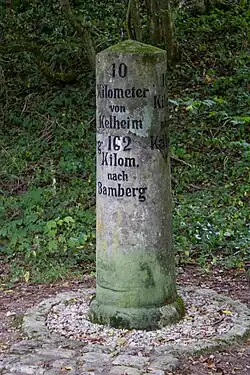 10
Kilometer
von
Kelheim
162
Kilom.
nach
Bamberg